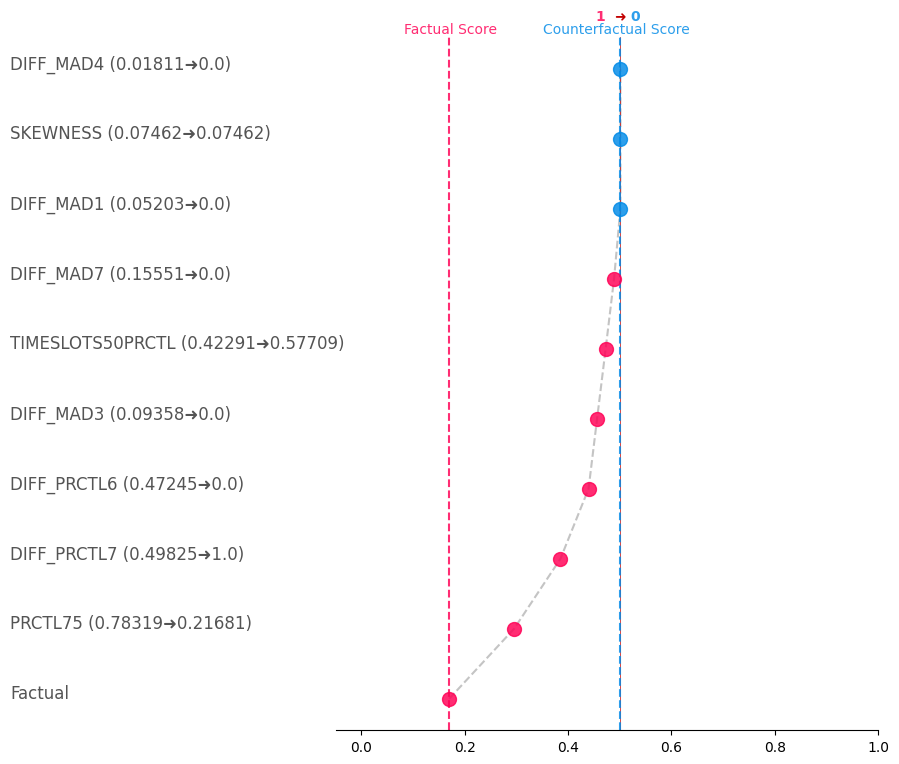 1 ➜ 0
Factual Score
Counterfactual Score
DIFF_MAD4 (0.01811➜0.0)
SKEWNESS (0.07462➜0.07462)
DIFF_MAD1 (0.05203➜0.0)
DIFF_MAD7 (0.15551➜0.0)
TIMESLOTS50PRCTL (0.42291➜0.57709)
DIFF_MAD3 (0.09358➜0.0)
DIFF_PRCTL6 (0.47245➜0.0)
DIFF_PRCTL7 (0.49825➜1.0)
PRCTL75 (0.78319➜0.21681)
Factual
0.0 0.2 0.4 0.6 0.8 1.0